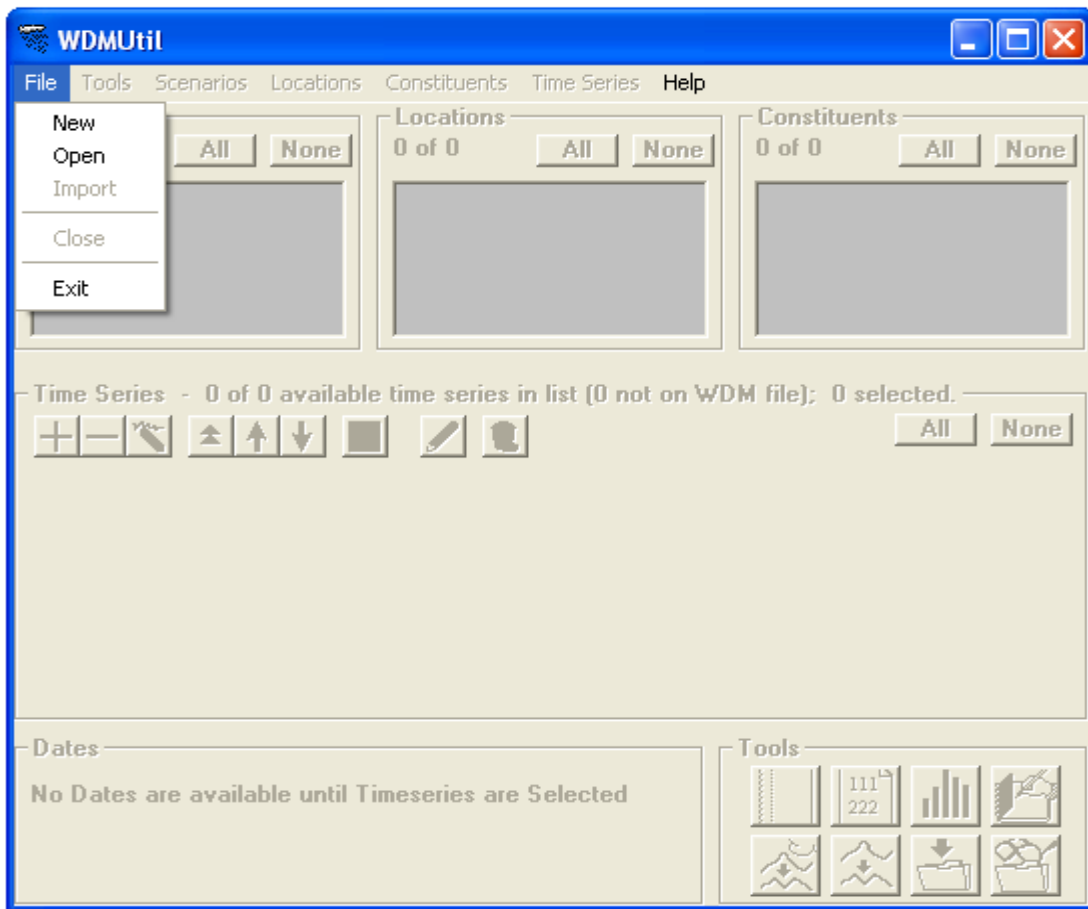 WDMUtil
File Tools Scenarios Locations Constituents Time Series Help
New
Open
Import
Close
Exit
All None
Locations
0 of 0 All None
Constituents
0 of 0 All None
Time Series - 0 of 0 available time series in list (0 not on WDM file); 0 selected.
All None
Dates
No Dates are available until Timeseries are Selected
Tools
111
222